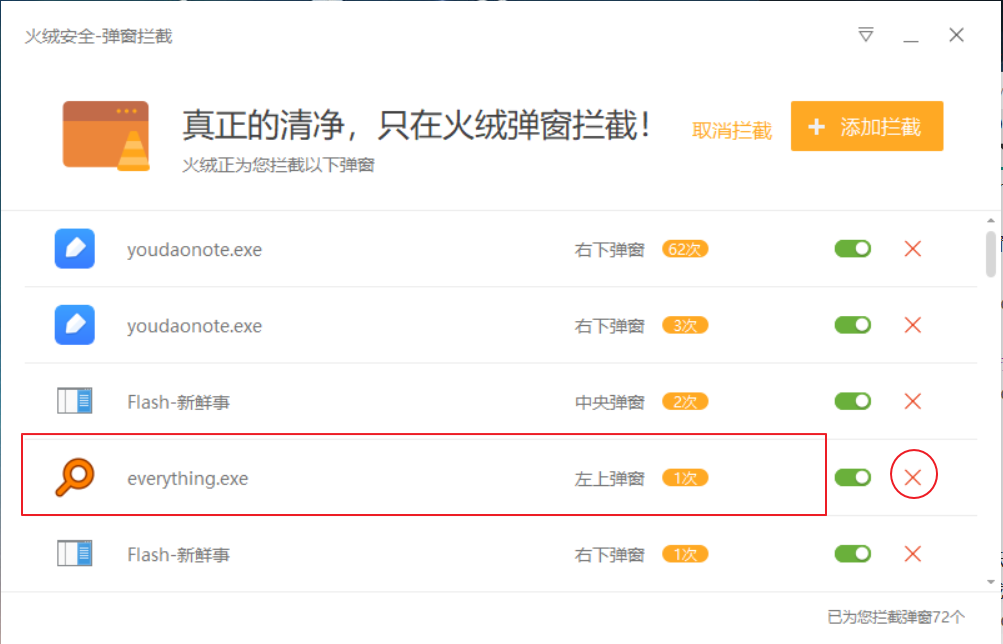 火绒安全-弹窗拦截
真正的清净，只在火绒弹窗拦截！
火绒正为您拦截以下弹窗
取消拦截
+ 添加拦截
youdaonote.exe 右下弹窗 62次
youdaonote.exe 右下弹窗 3次
Flash-新鲜事 中央弹窗 2次
everything.exe 左上弹窗 1次
Flash-新鲜事 右下弹窗 1次
已为您拦截弹窗72个